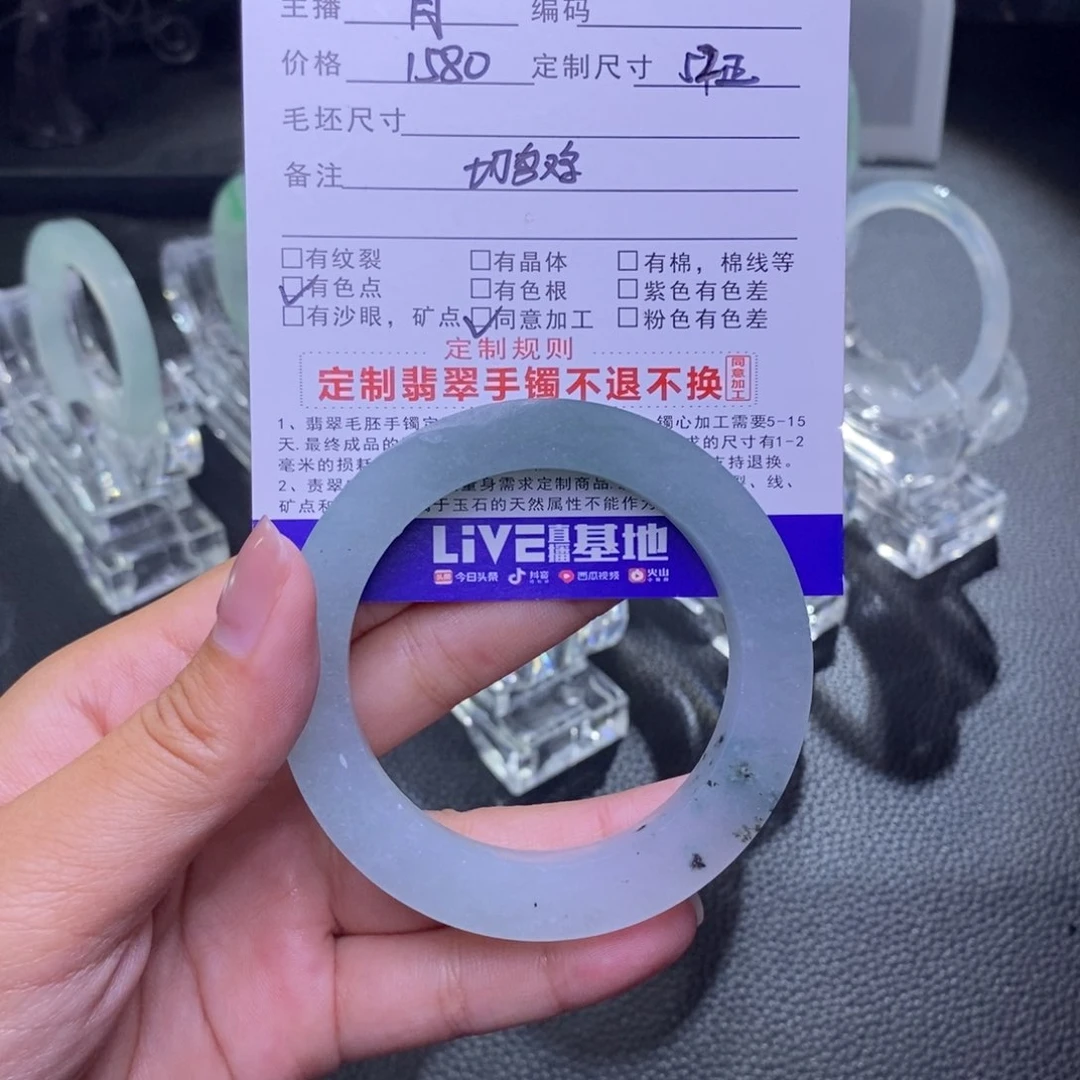 主播 月 编码
价格 1580 定制尺寸 52正
毛坯尺寸
备注
□有纹裂 □有晶体 □有棉，棉线等
☑有色点 □有色根 □紫色有色差
□有沙眼，矿点 ☑同意加工 □粉色有色差
定制规则
定制翡翠手镯不退不换 同意加工
1、翡翠毛胚手镯定 镯心加工需要5-15
天.最终成品的 求的尺寸有1-2
毫米的损耗 支持退换。
2、责翠 量身需求定制商品. 裂、线、
矿点和 属于玉石的天然属性不能作为
LiVE直播基地
头条 今日头条 抖音 西瓜视频 火山